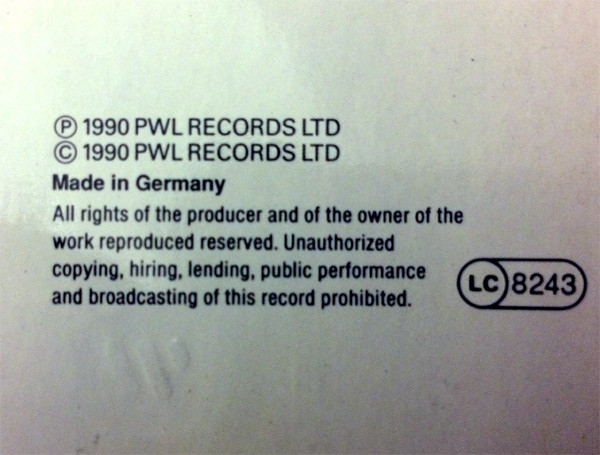 Ⓟ 1990 PWL RECORDS LTD
© 1990 PWL RECORDS LTD
Made in Germany
All rights of the producer and of the owner of the
work reproduced reserved. Unauthorized
copying, hiring, lending, public performance
and broadcasting of this record prohibited.
LC 8243